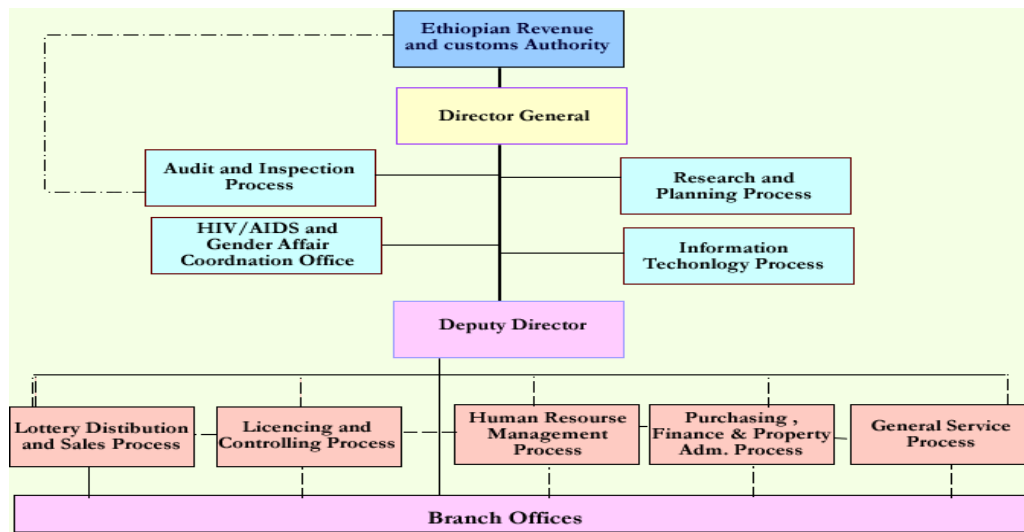 Ethiopian Revenue
and customs Authority
Director General
Audit and Inspection
Process
Research and
Planning Process
HIV/AIDS and
Gender Affair
Coordnation Office
Information
Techonlogy Process
Deputy Director
Lottery Distibution
and Sales Process
Licencing and
Controlling Process
Human Resourse
Management
Process
Purchasing ,
Finance & Property
Adm. Process
General Service
Process
Branch Offices